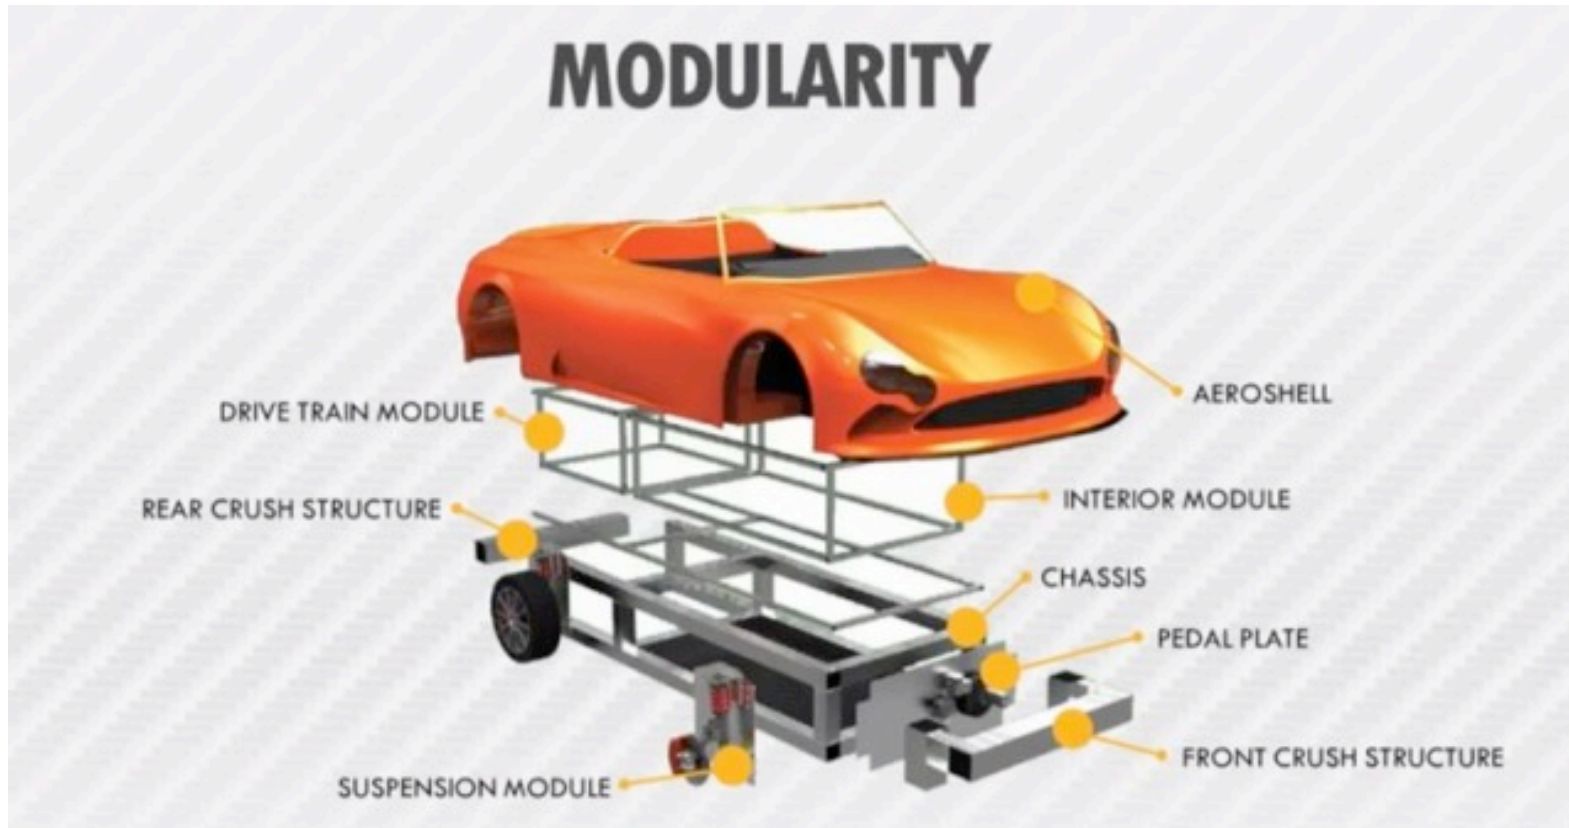 MODULARITY
AEROSHELL
DRIVE TRAIN MODULE
INTERIOR MODULE
REAR CRUSH STRUCTURE
CHASSIS
PEDAL PLATE
FRONT CRUSH STRUCTURE
SUSPENSION MODULE